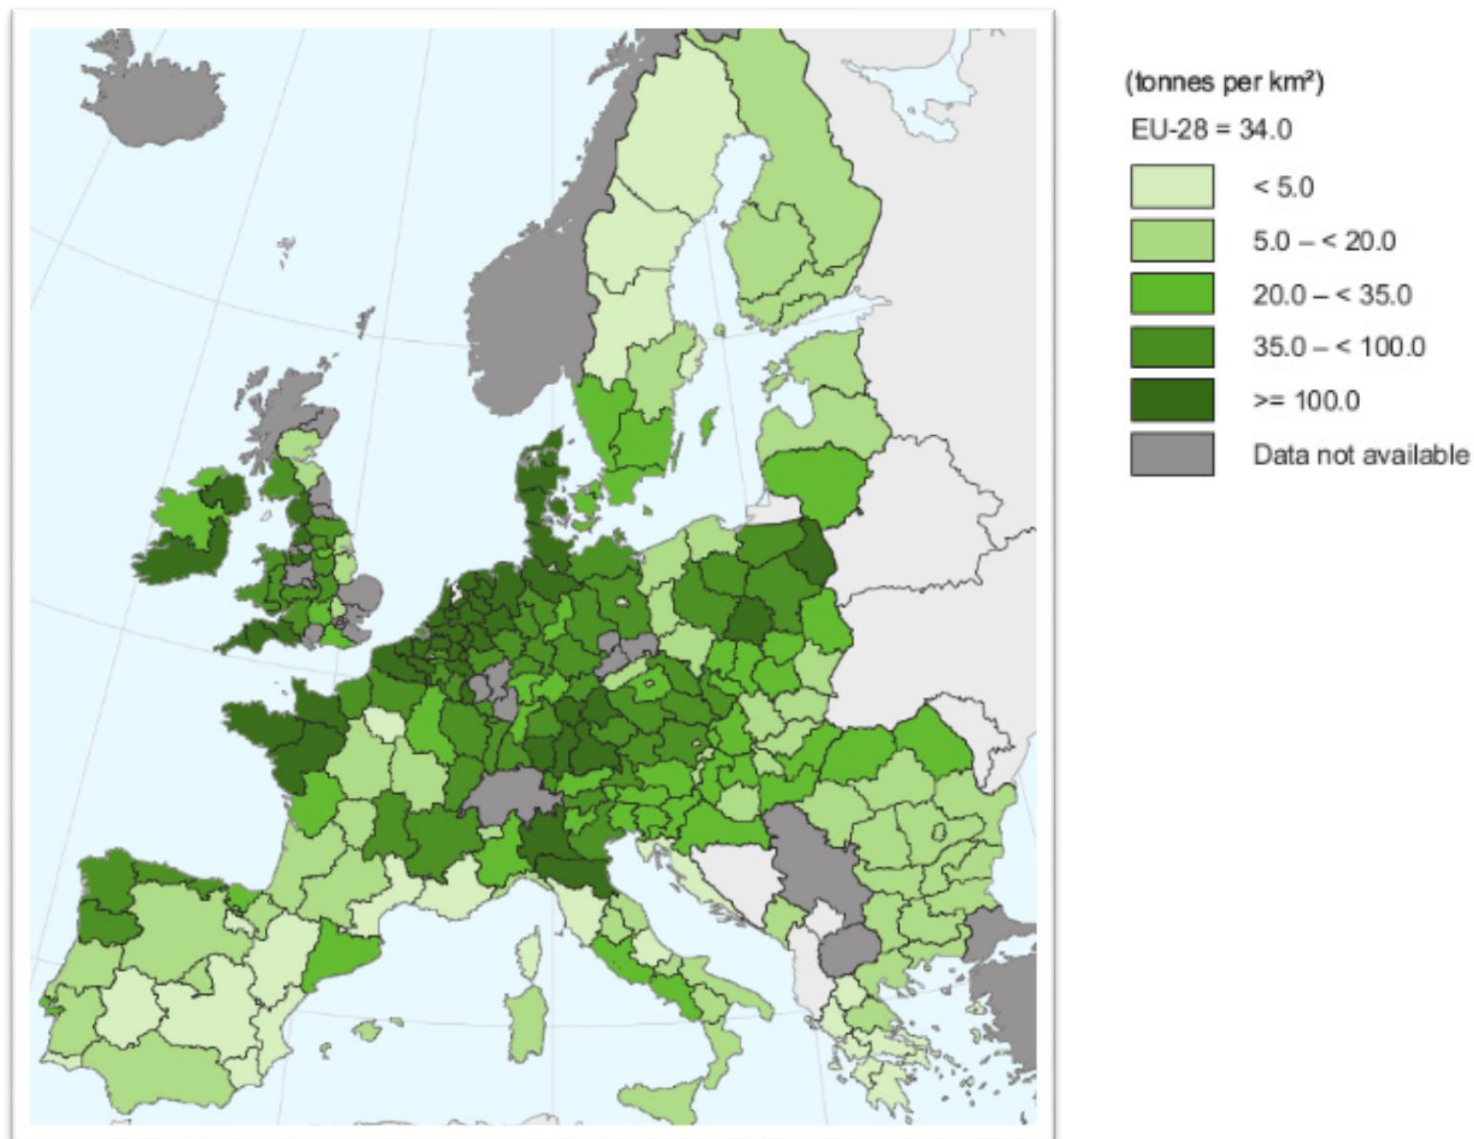 (tonnes per km²)
EU-28 = 34.0
< 5.0
5.0 – < 20.0
20.0 – < 35.0
35.0 – < 100.0
>= 100.0
Data not available